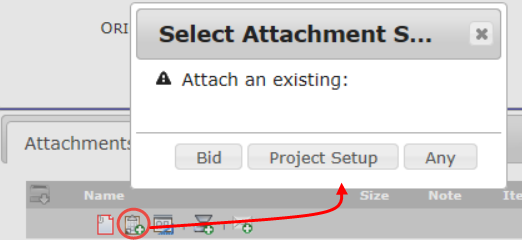 ORI
Select Attachment S...
Attach an existing:
Attachments
Bid Project Setup Any
Name Size Note Ite